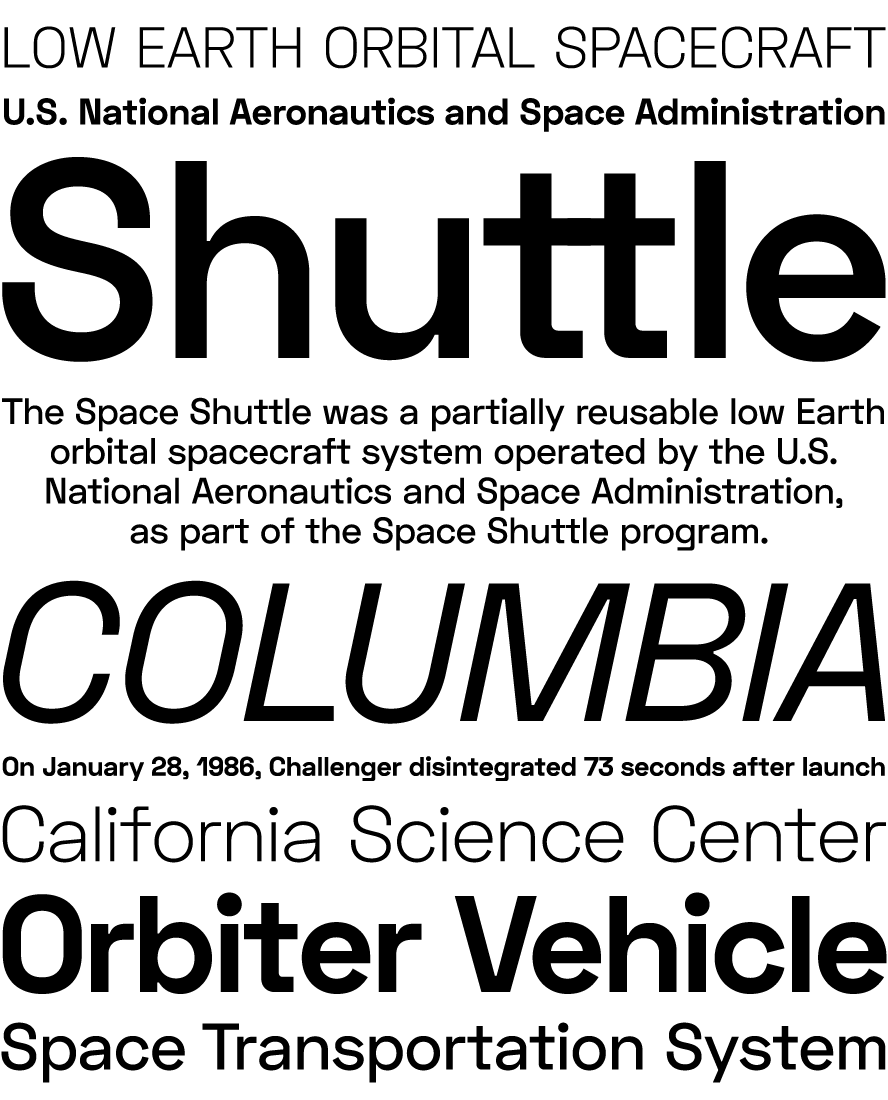 LOW EARTH ORBITAL SPACECRAFT
U.S. National Aeronautics and Space Administration
Shuttle
The Space Shuttle was a partially reusable low Earth
orbital spacecraft system operated by the U.S.
National Aeronautics and Space Administration,
as part of the Space Shuttle program.
COLUMBIA
On January 28, 1986, Challenger disintegrated 73 seconds after launch
California Science Center
Orbiter Vehicle
Space Transportation System